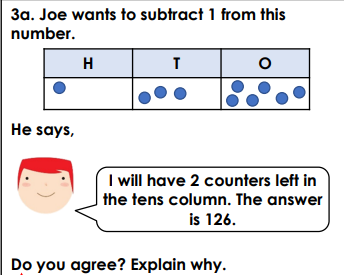 3a. Joe wants to subtract 1 from this
number.
H T O
He says,
I will have 2 counters left in
the tens column. The answer
is 126.
Do you agree? Explain why.